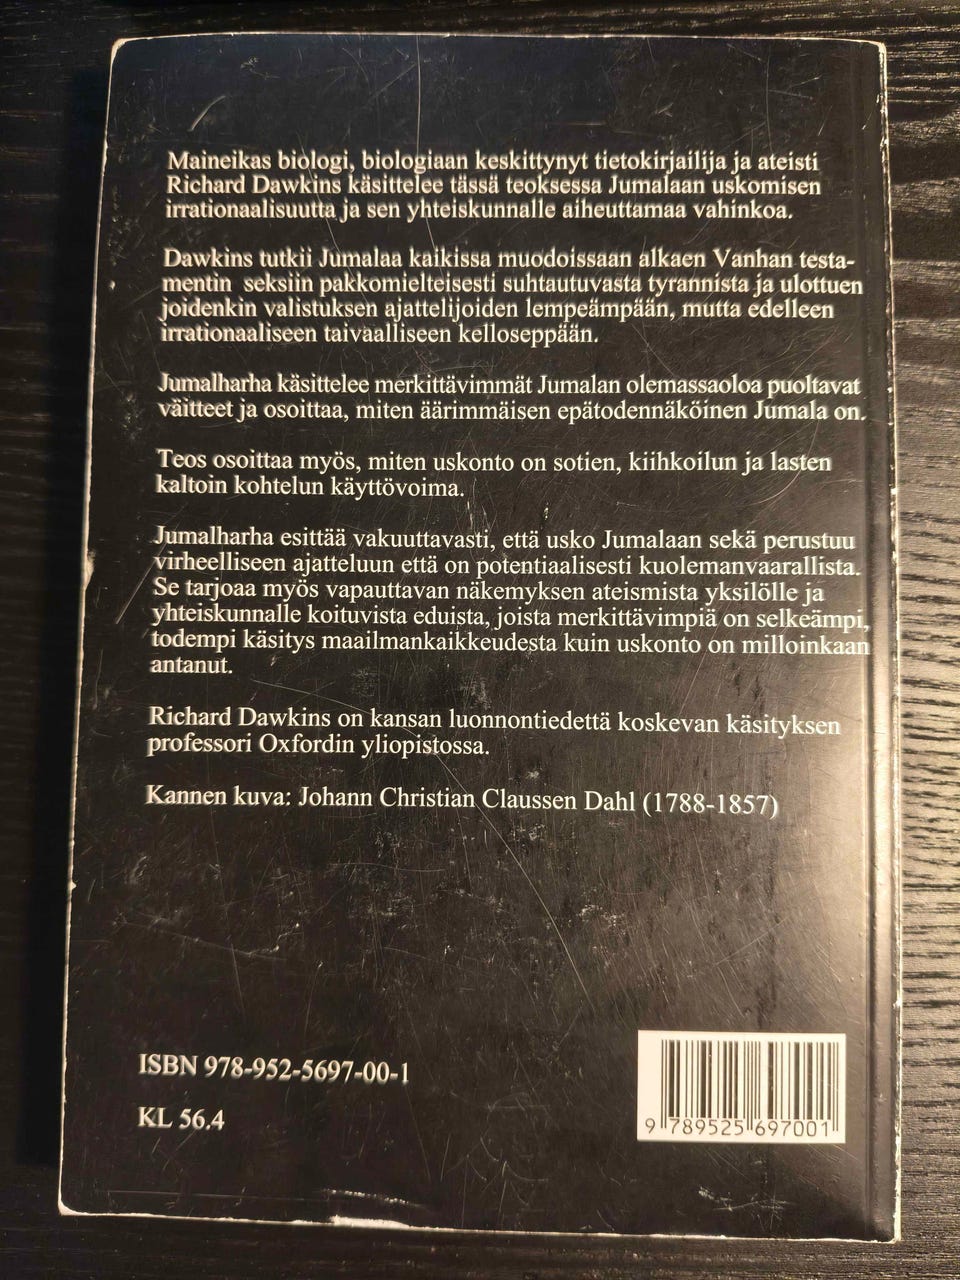 Maineikas biologi, biologiaan keskittynyt tietokirjailija ja ateisti
Richard Dawkins käsittelee tässä teoksessa Jumalaan uskomisen
irrationaalisuutta ja sen yhteiskunnalle aiheuttamaa vahinkoa.
Dawkins tutkii Jumalaa kaikissa muodoissaan alkaen Vanhan testa-
mentin seksiin pakkomielteisesti suhtautuvasta tyrannista ja ulottuen
joidenkin valistuksen ajattelijoiden lempeämpään, mutta edelleen
irrationaaliseen taivaalliseen kelloseppään.
Jumalharha käsittelee merkittävimmät Jumalan olemassaoloa puoltavat
väitteet ja osoittaa, miten äärimmäisen epätodennäköinen Jumala on.
Teos osoittaa myös, miten uskonto on sotien, kiihkoilun ja lasten
kaltoin kohtelun käyttövoima.
Jumalharha esittää vakuuttavasti, että usko Jumalaan sekä perustuu
virheelliseen ajatteluun että on potentiaalisesti kuolemanvaarallista.
Se tarjoaa myös vapauttavan näkemyksen ateismista yksilölle ja
yhteiskunnalle koituvista eduista, joista merkittävimpiä on selkeämpi,
todempi käsitys maailmankaikkeudesta kuin uskonto on milloinkaan
antanut.
Richard Dawkins on kansan luonnontiedettä koskevan käsityksen
professori Oxfordin yliopistossa.
Kannen kuva: Johann Christian Claussen Dahl (1788-1857)
ISBN 978-952-5697-00-1
KL 56.4
9 789525 697001